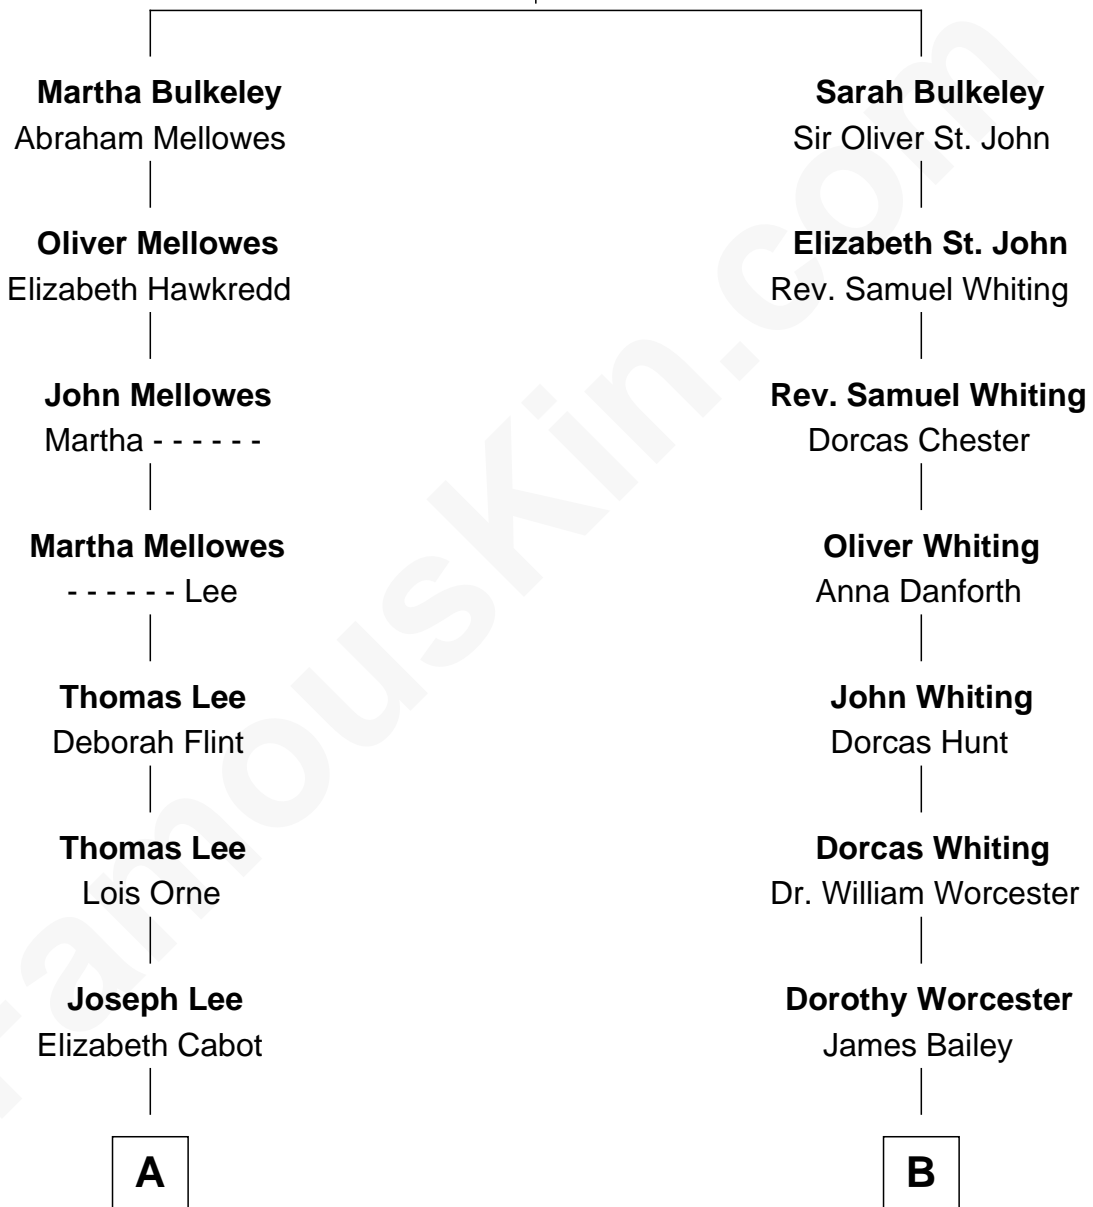 Martha Bulkeley
Abraham Mellowes
Oliver Mellowes
Elizabeth Hawkredd
John Mellowes
Martha - - - - - -
Martha Mellowes
- - - - - - Lee
Thomas Lee
Deborah Flint
Thomas Lee
Lois Orne
Joseph Lee
Elizabeth Cabot
A
Sarah Bulkeley
Sir Oliver St. John
Elizabeth St. John
Rev. Samuel Whiting
Rev. Samuel Whiting
Dorcas Chester
Oliver Whiting
Anna Danforth
John Whiting
Dorcas Hunt
Dorcas Whiting
Dr. William Worcester
Dorothy Worcester
James Bailey
B
FamousKin.com